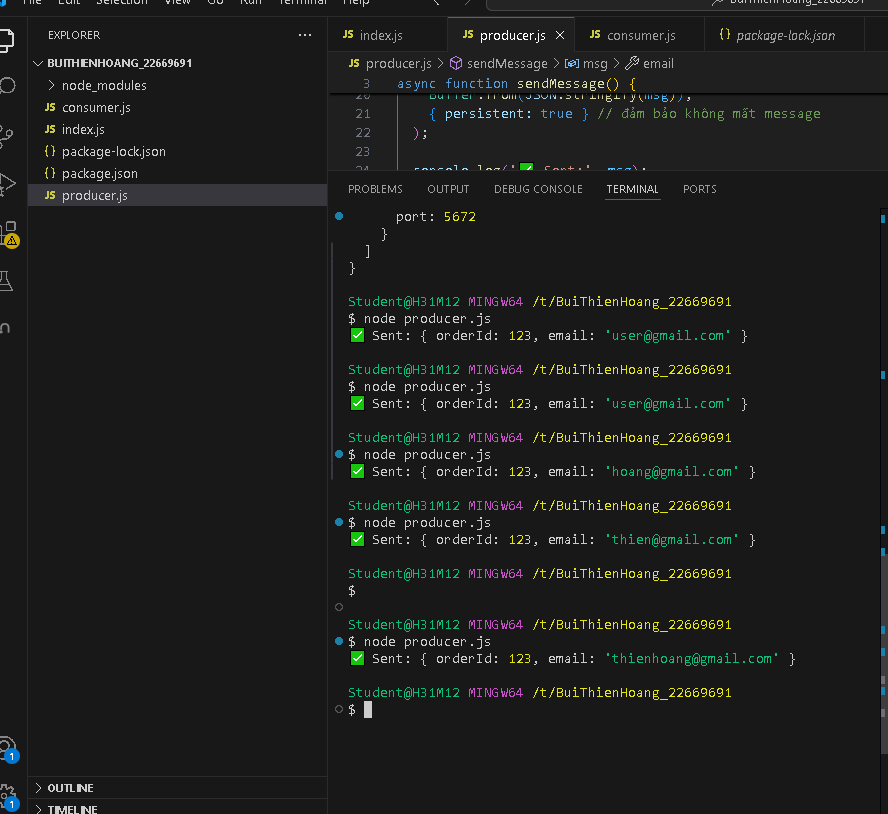 File Edit Selection View Go Run Terminal Help
BuiThienHoang_22669691
EXPLORER
BUITHIENHOANG_22669691
node_modules
JS consumer.js
JS index.js
{} package-lock.json
{} package.json
JS producer.js
OUTLINE
TIMELINE
1
1
JS index.js
JS producer.js
JS consumer.js
{} package-lock.json
JS producer.js > sendMessage > msg > email
3 async function sendMessage() {
20 Buffer.from(JSON.stringify(msg)),
21 { persistent: true } // đảm bảo không mất message
22 );
23
24 console.log('✅ Sent:', msg);
PROBLEMS OUTPUT DEBUG CONSOLE TERMINAL PORTS
port: 5672
}
]
}
Student@H31M12 MINGW64 /t/BuiThienHoang_22669691
$ node producer.js
✅ Sent: { orderId: 123, email: 'user@gmail.com' }
Student@H31M12 MINGW64 /t/BuiThienHoang_22669691
$ node producer.js
✅ Sent: { orderId: 123, email: 'user@gmail.com' }
Student@H31M12 MINGW64 /t/BuiThienHoang_22669691
$ node producer.js
✅ Sent: { orderId: 123, email: 'hoang@gmail.com' }
Student@H31M12 MINGW64 /t/BuiThienHoang_22669691
$ node producer.js
✅ Sent: { orderId: 123, email: 'thien@gmail.com' }
Student@H31M12 MINGW64 /t/BuiThienHoang_22669691
$
Student@H31M12 MINGW64 /t/BuiThienHoang_22669691
$ node producer.js
✅ Sent: { orderId: 123, email: 'thienhoang@gmail.com' }
Student@H31M12 MINGW64 /t/BuiThienHoang_22669691
$